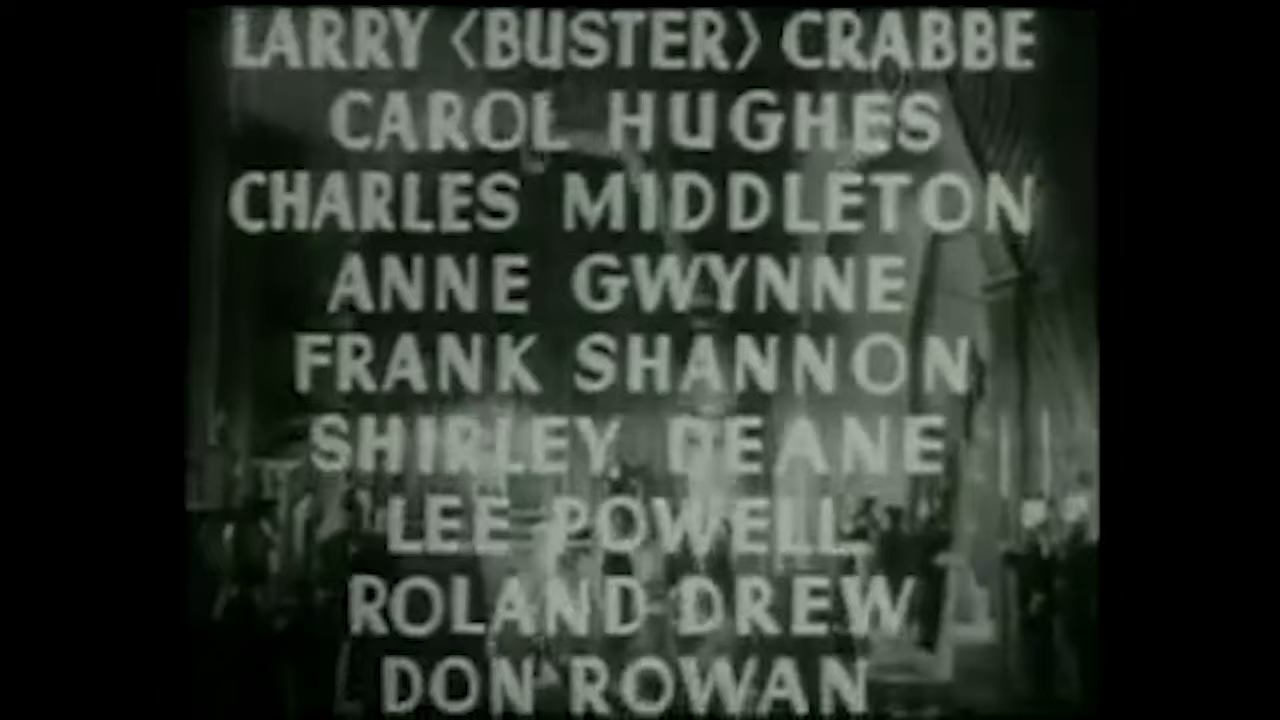 LARRY <BUSTER> CRABBE
CAROL HUGHES
CHARLES MIDDLETON
ANNE GWYNNE
FRANK SHANNON
SHIRLEY DEANE
LEE POWELL
ROLAND DREW
DON ROWAN